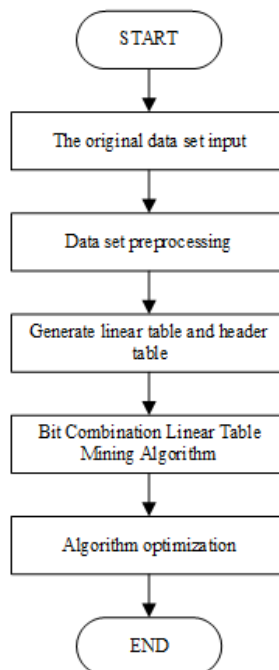 START
The original data set input
Data set preprocessing
Generate linear table and header
table
Bit Combination Linear Table
Mining Algorithm
Algorithm optimization
END